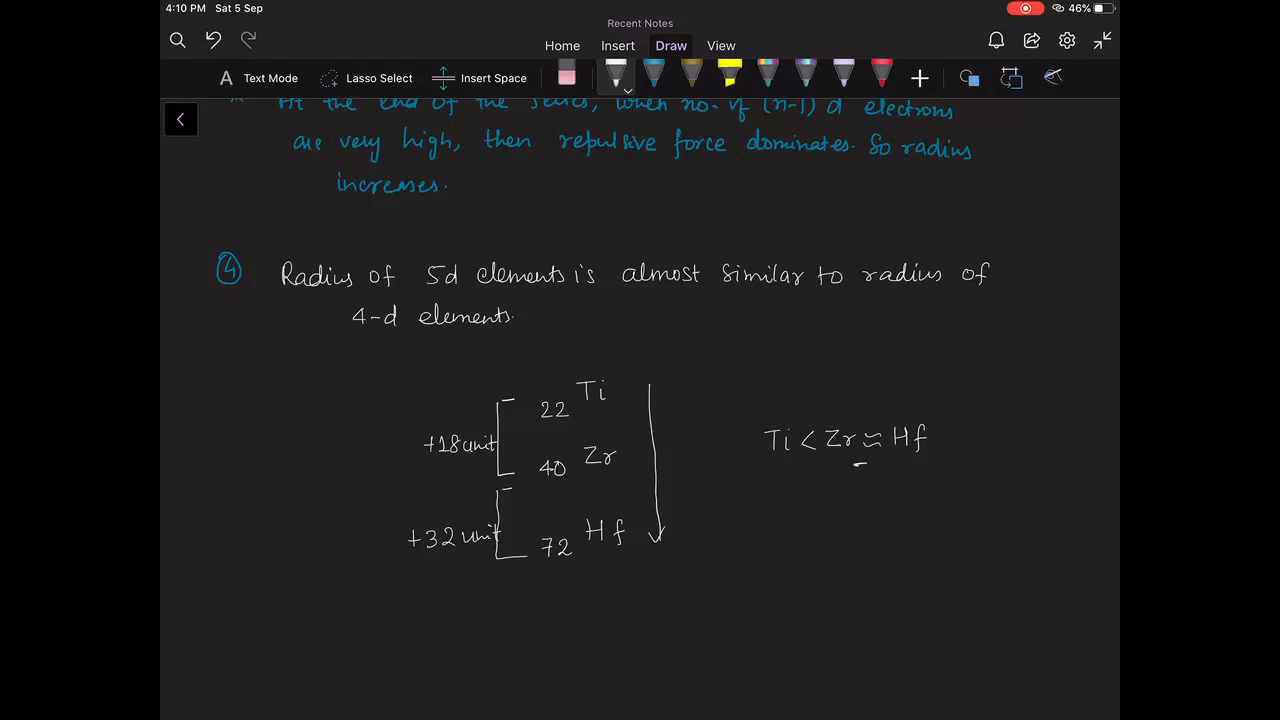 4:10 PM Sat 5 Sep
46%
Recent Notes
Home Insert Draw View
Text Mode Lasso Select Insert Space
* At the end of the series, when no. of (n-1) d electrons
are very high, then repulsive force dominates. So radius
increases.
④ Radius of 5d elements is almost similar to radius of
4-d elements.
22 Ti
+18 unit
Ti < Zr ≈ Hf
40 Zr
+32 unit
72 Hf